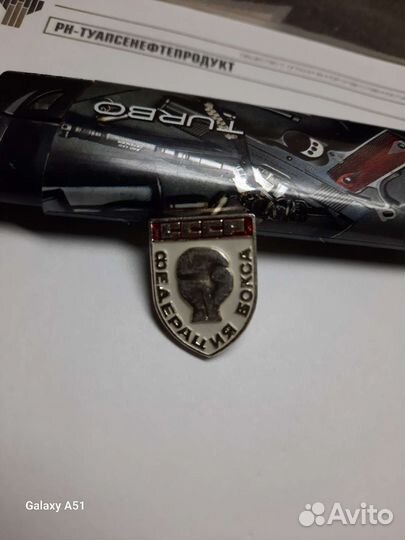 РН-ТУАПСЕНЕФТЕПРОДУКТ
TURBO
СССР
ФЕДЕРАЦИЯ БОКСА
Galaxy A51
Avito